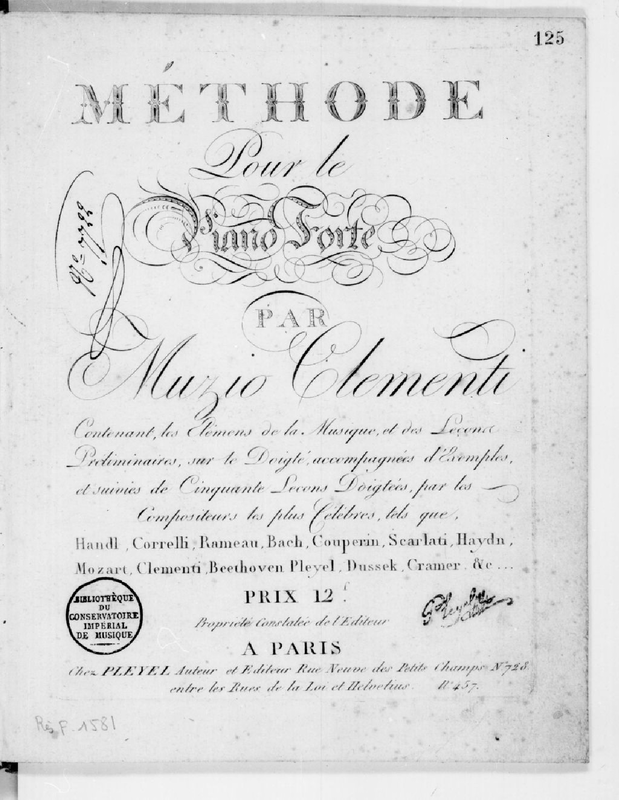 125
MÉTHODE
Pour le
Piano Forte
PAR
Muzio Clementi
Contenant, les Élémens de la Musique, et des Leçons
Préliminaires, sur le Doigté, accompagnées d'Exemples,
et suivies de Cinquante Leçons Doigtées, par les
Compositeurs les plus Célèbres, tels que,
Handl, Correlli, Rameau, Bach, Couperin, Scarlati, Haydn,
Mozart, Clementi, Beethoven Pleyel, Dussek, Cramer. &c...
PRIX 12f.
Propriété Constatée de l'Editeur
A PARIS
Chez PLEYEL Auteur et Editeur Rue Neuve des Petits Champs No. 728
entre les Rues de la Loi et Helvetius. No. 457.
BIBLIOTHÈQUE
DU
CONSERVATOIRE
IMPÉRIAL
DE MUSIQUE
Rés F. 1581